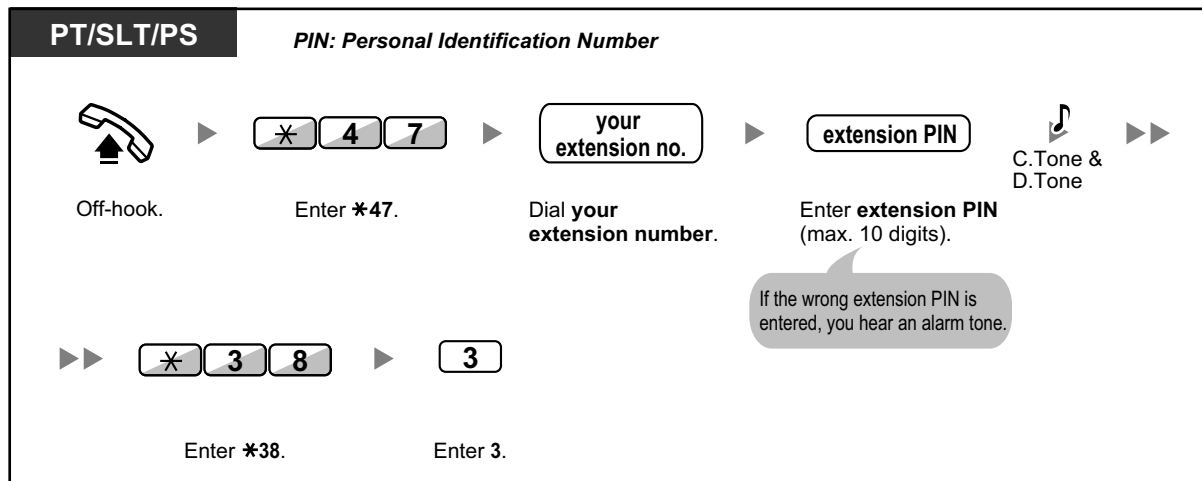 PT/SLT/PS
PIN: Personal Identification Number
* 4 7
your
extension no.
extension PIN
C.Tone &
D.Tone
Off-hook.
Enter *47.
Dial your
extension number.
Enter extension PIN
(max. 10 digits).
If the wrong extension PIN is
entered, you hear an alarm tone.
* 3 8
3
Enter *38.
Enter 3.